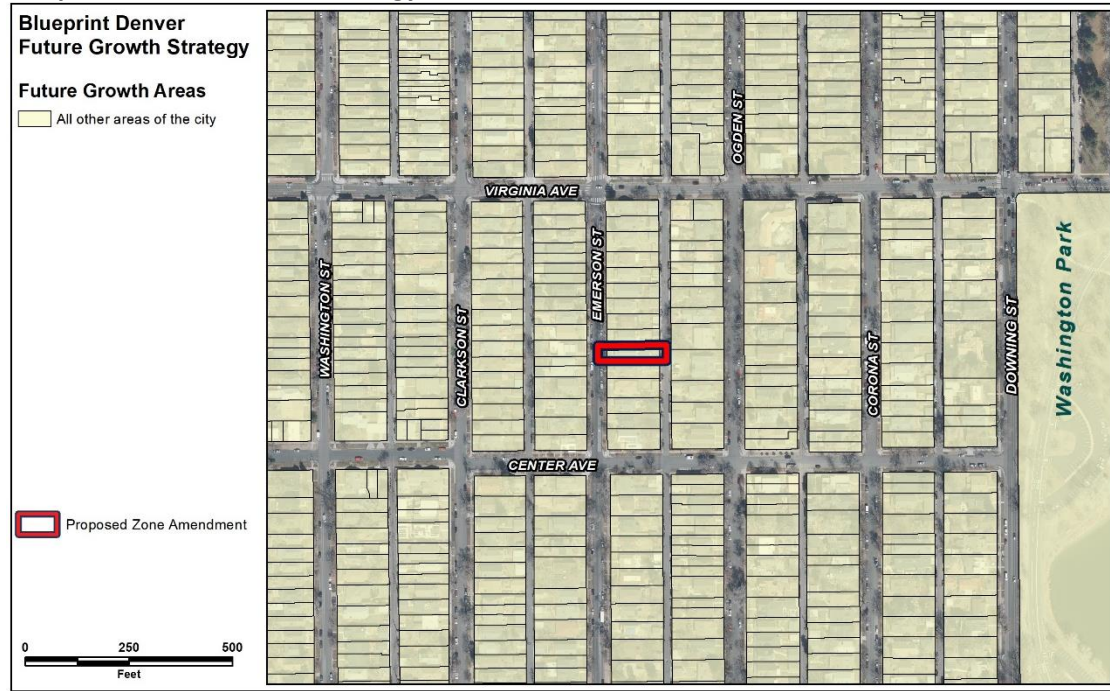 Blueprint Denver
Future Growth Strategy
Future Growth Areas
All other areas of the city
Proposed Zone Amendment
0 250 500
Feet
OGDEN ST
VIRGINIA AVE
EMERSON ST
WASHINGTON ST
CLARKSON ST
CORONA ST
DOWNING ST
Washington Park
CENTER AVE